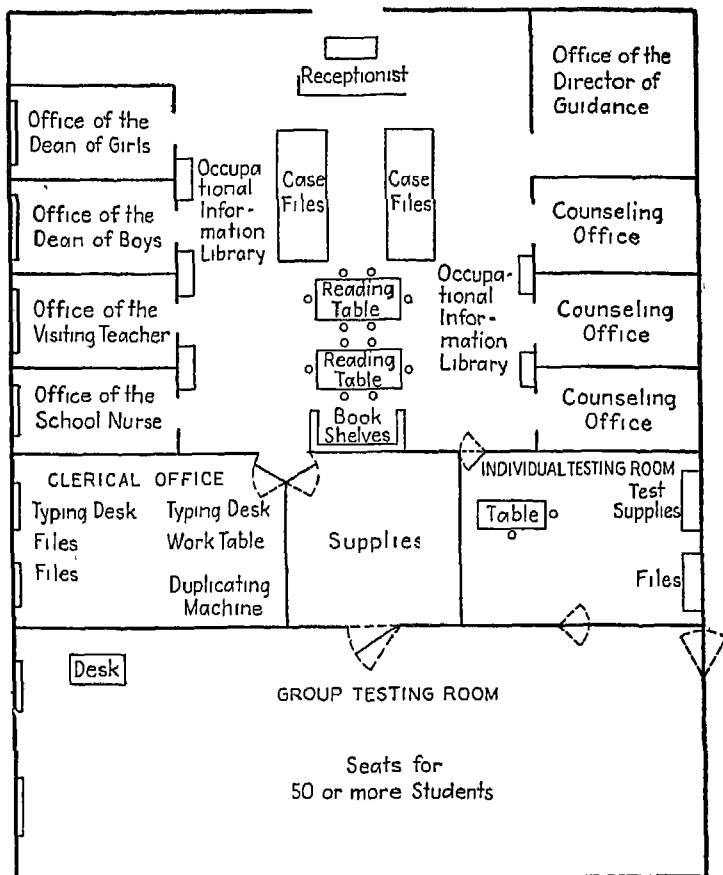 Receptionist
Office of the
Director of
Guidance
Office of the
Dean of Girls
Occupa
tional
Infor-
mation
Library
Case
Files
Case
Files
Office of the
Dean of Boys
Counseling
Office
Reading
Table
Occupa-
tional
Infor-
mation
Library
Office of the
Visiting Teacher
Counseling
Office
Reading
Table
Office of the
School Nurse
Book
Shelves
Counseling
Office
CLERICAL OFFICE
Typing Desk
Files
Files
Typing Desk
Work Table
Duplicating
Machine
Supplies
INDIVIDUAL TESTING ROOM
Test
Supplies
Table
Files
Desk
GROUP TESTING ROOM
Seats for
50 or more Students